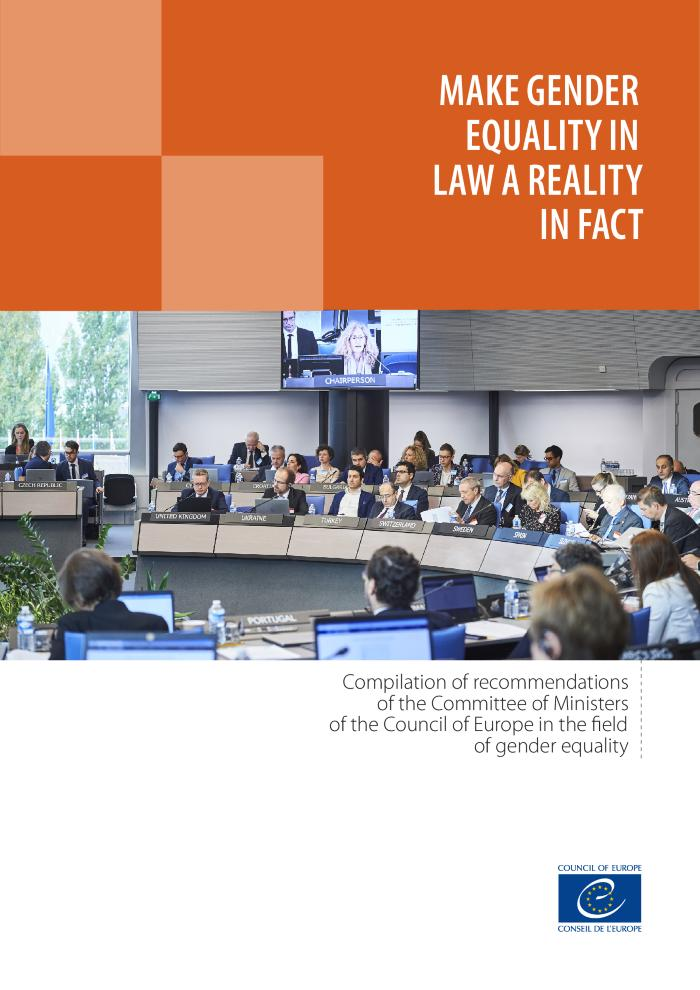 MAKE GENDER
EQUALITY IN
LAW A REALITY
IN FACT
CHAIRPERSON
CZECH REPUBLIC
UNITED KINGDOM
UKRAINE
TURKEY
SWITZERLAND
SWEDEN
SPAIN
PORTUGAL
Compilation of recommendations
of the Committee of Ministers
of the Council of Europe in the field
of gender equality
COUNCIL OF EUROPE
CONSEIL DE L'EUROPE